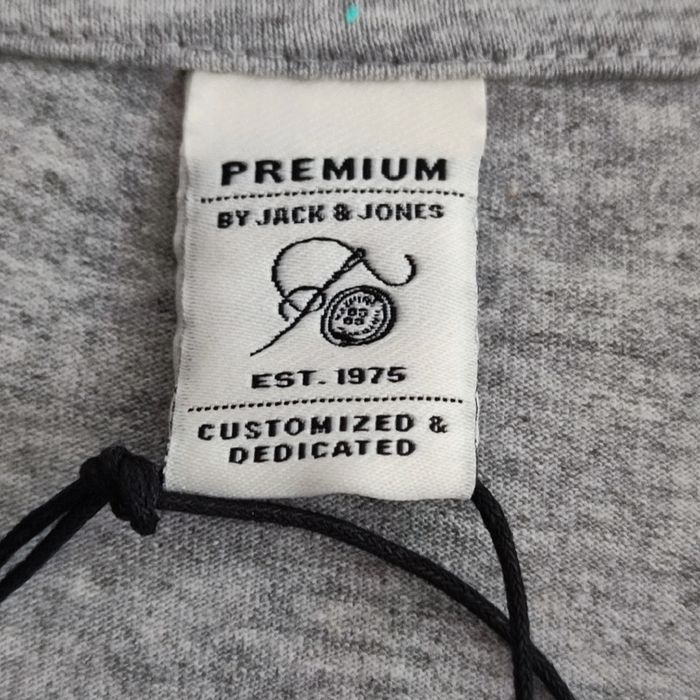 PREMIUM
BY JACK & JONES
EST. 1975
CUSTOMIZED &
DEDICATED